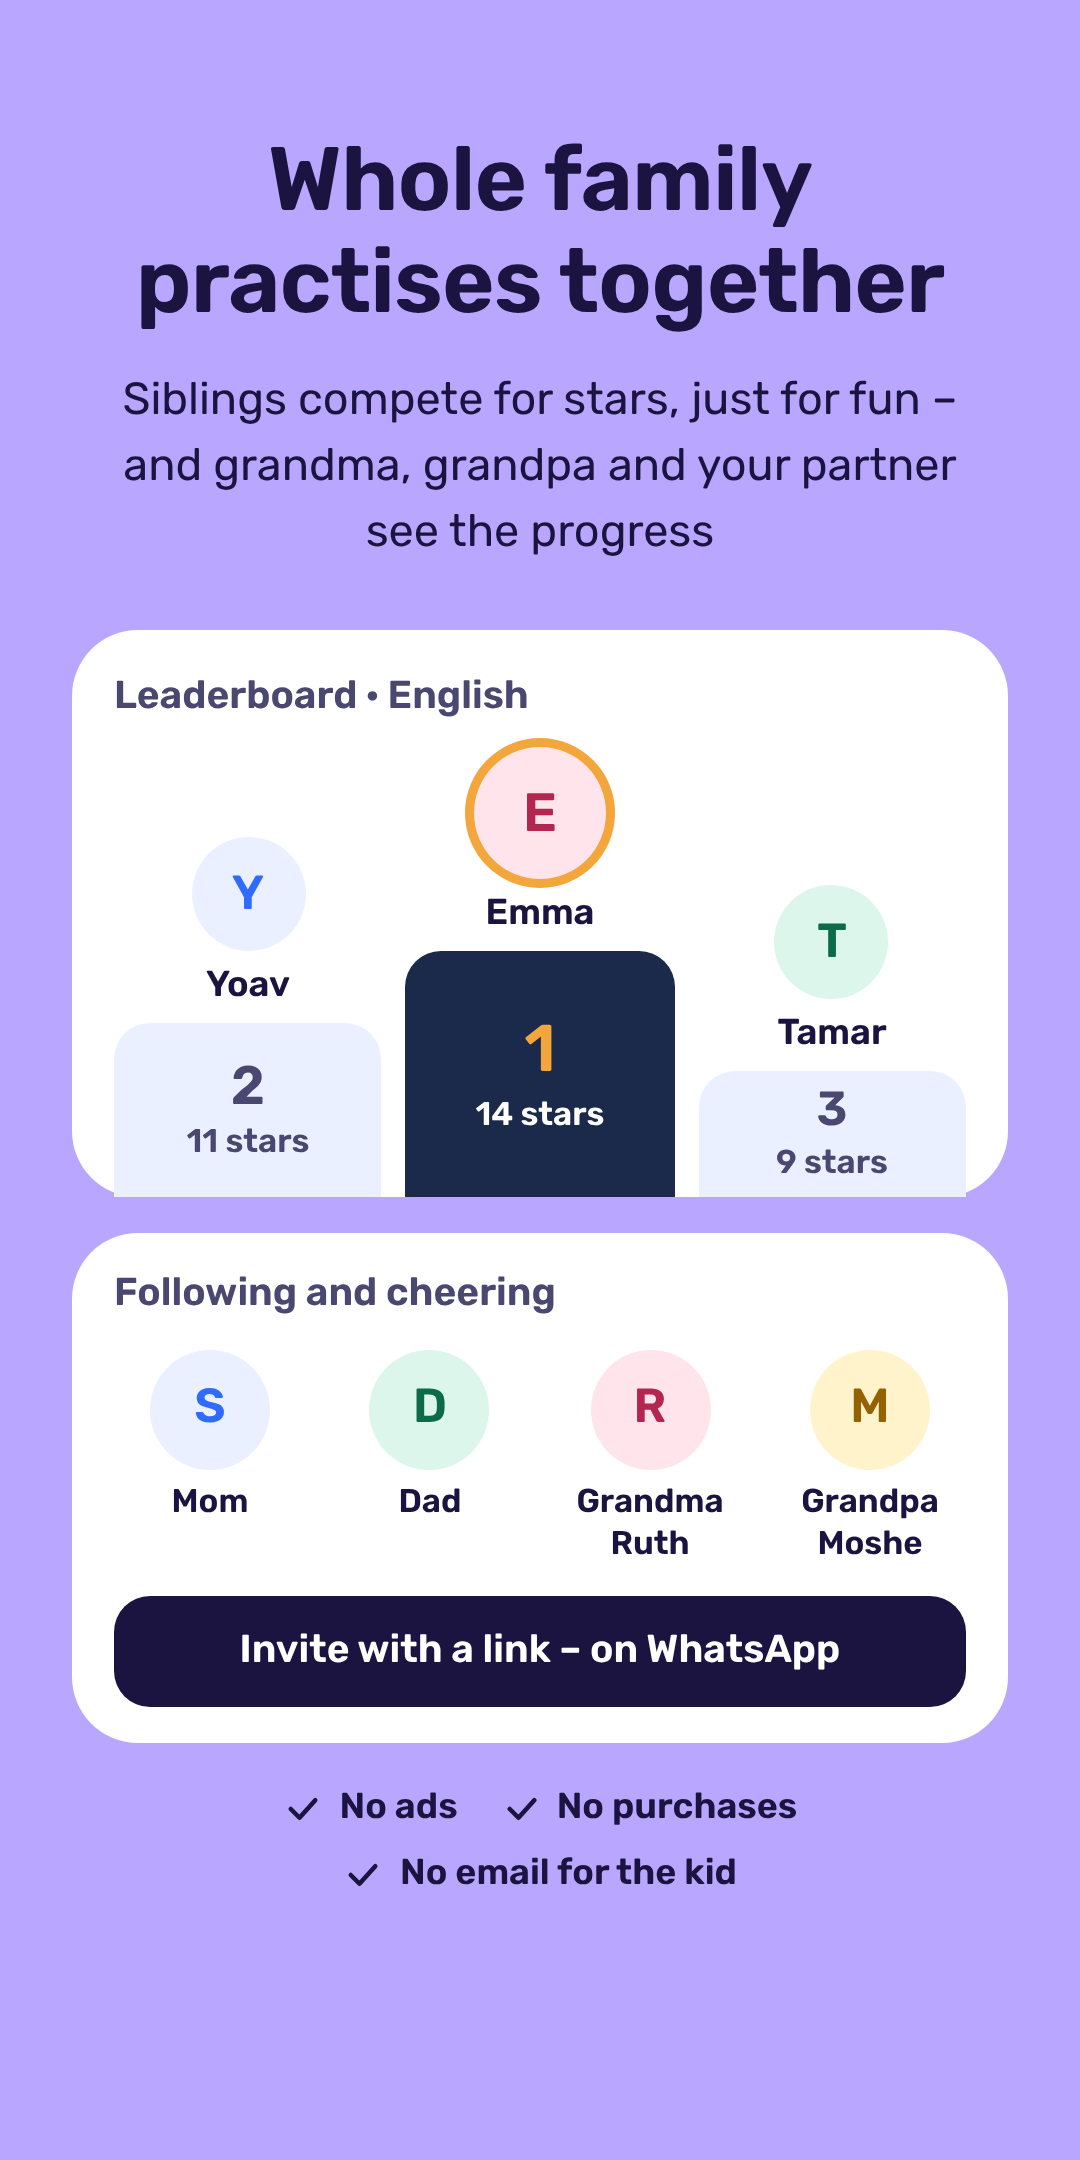 Whole family
practises together
Siblings compete for stars, just for fun –
and grandma, grandpa and your partner
see the progress
Leaderboard • English
E
Emma
Y
Yoav
T
Tamar
1
14 stars
2
11 stars
3
9 stars
Following and cheering
S
D
R
M
Mom
Dad
Grandma
Ruth
Grandpa
Moshe
Invite with a link – on WhatsApp
✓ No ads ✓ No purchases
✓ No email for the kid